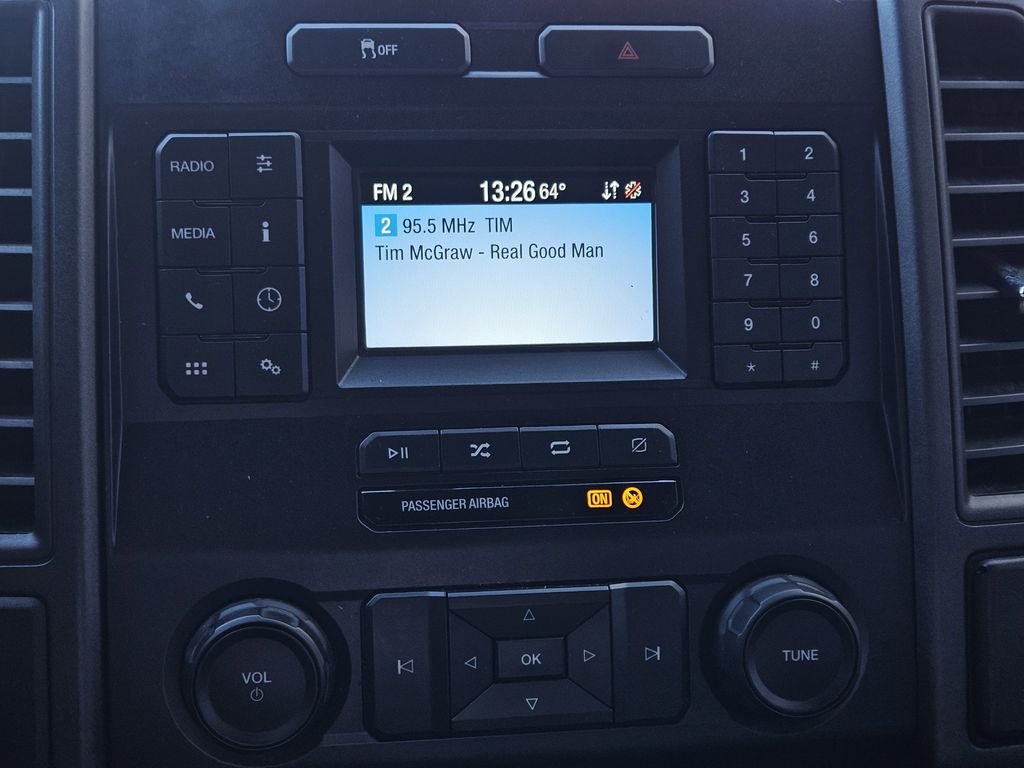 OFF
RADIO
MEDIA
FM 2 13:26 64°
2 95.5 MHz TIM
Tim McGraw - Real Good Man
1 2
3 4
5 6
7 8
9 0
* #
PASSENGER AIRBAG ON
VOL
OK
TUNE